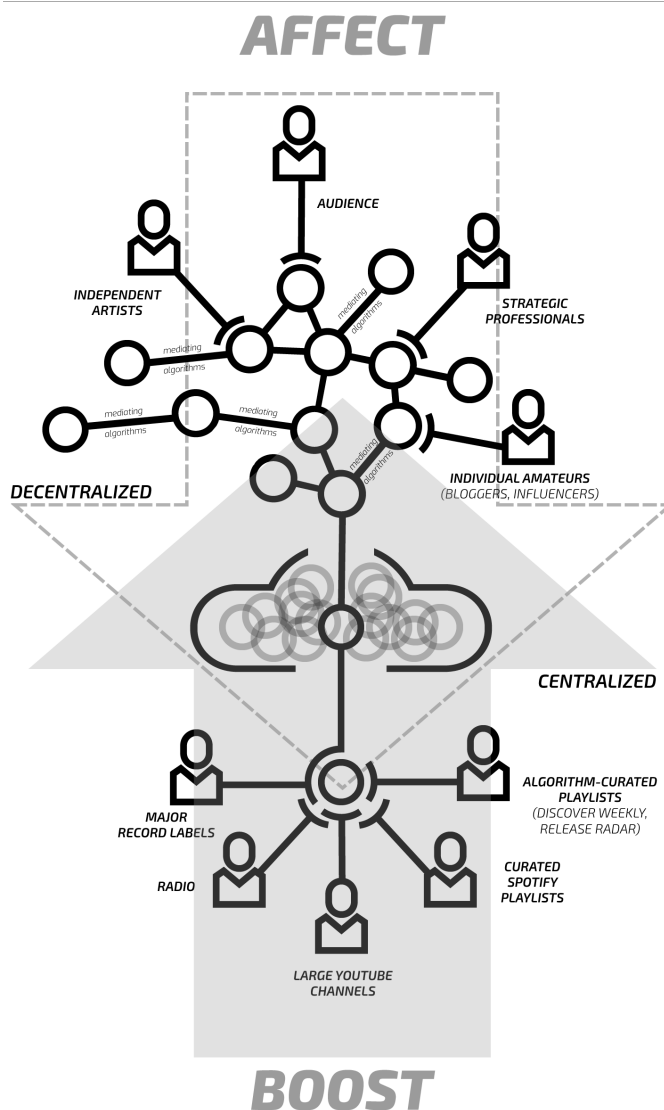 AFFECT
AUDIENCE
INDEPENDENT
ARTISTS
STRATEGIC
PROFESSIONALS
mediating
algorithms
mediating
algorithms
mediating
algorithms
mediating
algorithms
mediating
algorithms
INDIVIDUAL AMATEURS
(BLOGGERS, INFLUENCERS)
DECENTRALIZED
CENTRALIZED
MAJOR
RECORD LABELS
ALGORITHM-CURATED
PLAYLISTS
(DISCOVER WEEKLY,
RELEASE RADAR)
RADIO
CURATED
SPOTIFY
PLAYLISTS
LARGE YOUTUBE
CHANNELS
BOOST